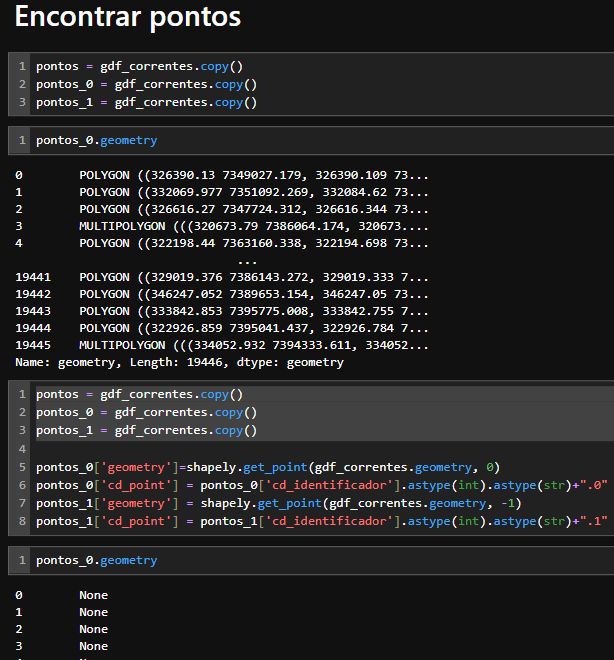 Encontrar pontos
1 pontos = gdf_correntes.copy()
2 pontos_0 = gdf_correntes.copy()
3 pontos_1 = gdf_correntes.copy()
1 pontos_0.geometry
0 POLYGON ((326390.13 7349027.179, 326390.109 73...
1 POLYGON ((332069.977 7351092.269, 332084.62 73...
2 POLYGON ((326616.27 7347724.312, 326616.344 73...
3 MULTIPOLYGON (((320673.79 7386064.174, 320673....
4 POLYGON ((322198.44 7363160.338, 322194.698 73...
...
19441 POLYGON ((329019.376 7386143.272, 329019.333 7...
19442 POLYGON ((346247.052 7389653.154, 346247.05 73...
19443 POLYGON ((333842.853 7395775.008, 333842.755 7...
19444 POLYGON ((322926.859 7395041.437, 322926.784 7...
19445 MULTIPOLYGON (((334052.932 7394333.611, 334052...
Name: geometry, Length: 19446, dtype: geometry
1 pontos = gdf_correntes.copy()
2 pontos_0 = gdf_correntes.copy()
3 pontos_1 = gdf_correntes.copy()
4
5 pontos_0['geometry']=shapely.get_point(gdf_correntes.geometry, 0)
6 pontos_0['cd_point'] = pontos_0['cd_identificador'].astype(int).astype(str)+".0"
7 pontos_1['geometry'] = shapely.get_point(gdf_correntes.geometry, -1)
8 pontos_1['cd_point'] = pontos_1['cd_identificador'].astype(int).astype(str)+".1"
1 pontos_0.geometry
0 None
1 None
2 None
3 None